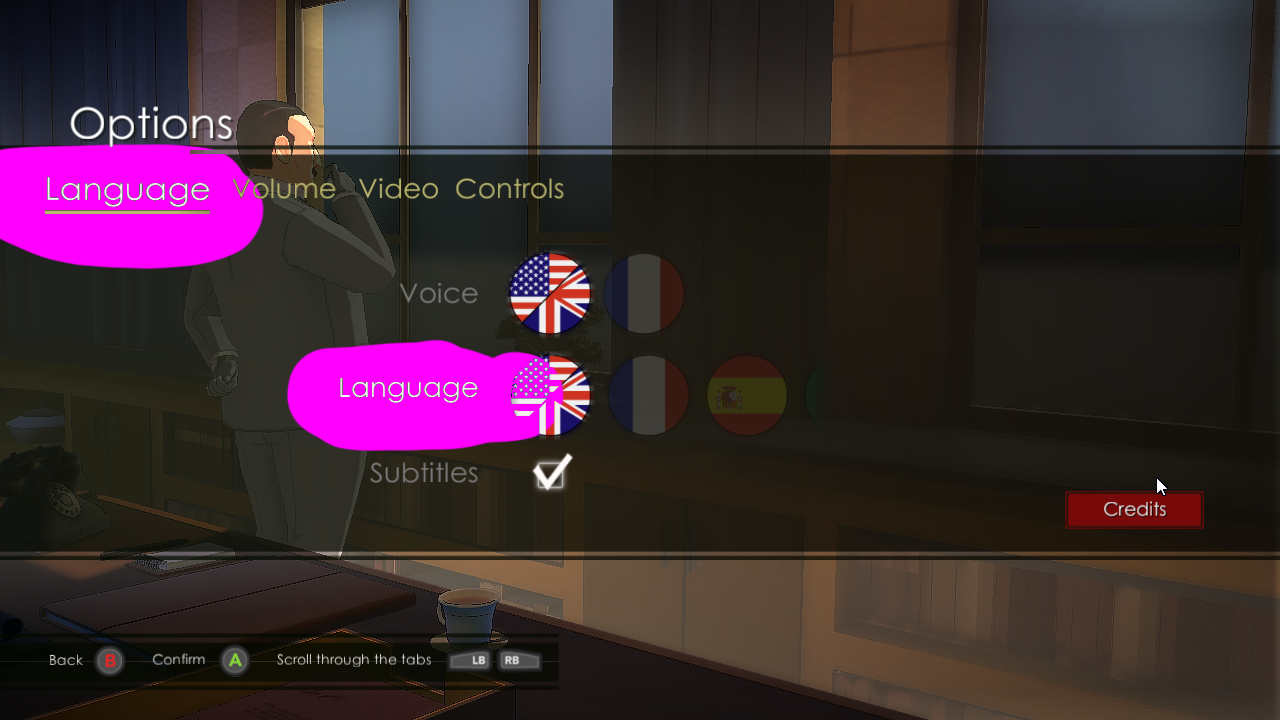 Options
Language Volume Video Controls
Voice
Language
Subtitles
Credits
Back B Confirm A Scroll through the tabs LB RB